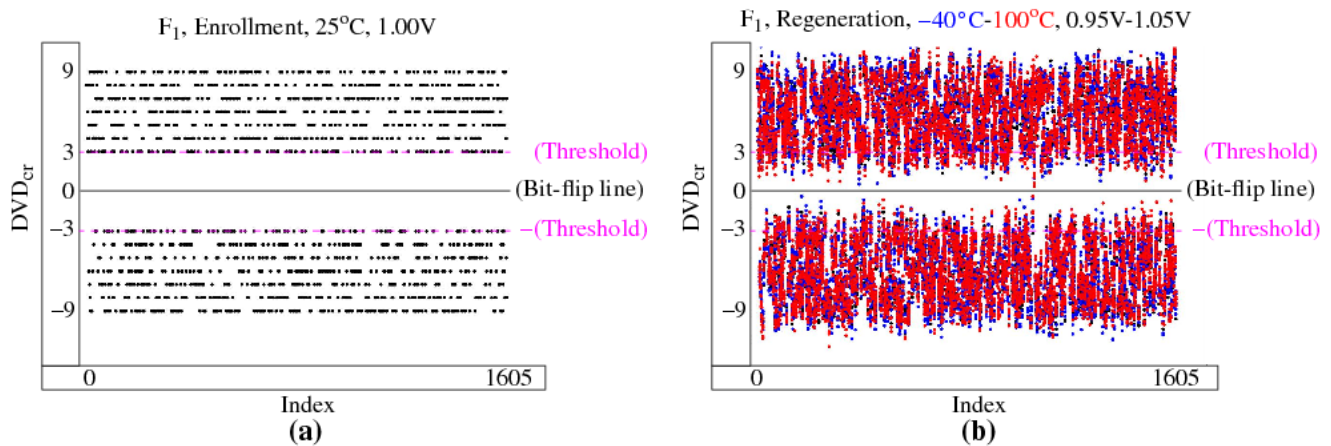 F1, Enrollment, 25°C, 1.00V
9
3
0
−3
−9
DVDcr
(Threshold)
(Bit-flip line)
−(Threshold)
0 1605
Index
(a)
F1, Regeneration, −40°C-100°C, 0.95V-1.05V
9
3
0
−3
−9
DVDcr
(Threshold)
(Bit-flip line)
−(Threshold)
0 1605
Index
(b)